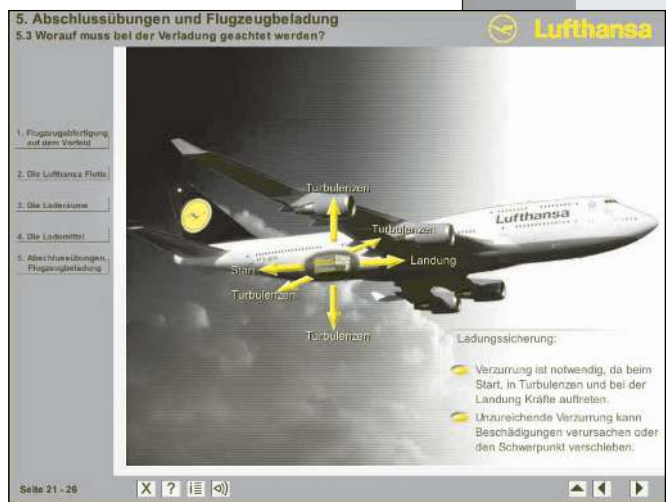 5. Abschlussübungen und Flugzeugbeladung
5.3 Worauf muss bei der Verladung geachtet werden?
Lufthansa
1. Flugzeugabfertigung
auf dem Vorfeld
2. Die Lufthansa Flotte
3. Die Laderäume
4. Die Lademittel
5. Abschlussübungen,
Flugzeugbeladung
Turbulenzen
Lufthansa
Turbulenzen
Landung
Start
Turbulenzen
Turbulenzen
Ladungssicherung:
Verzurrung ist notwendig, da beim
Start, in Turbulenzen und bei der
Landung Kräfte auftreten.
Unzureichende Verzurrung kann
Beschädigungen verursachen oder
den Schwerpunkt verschieben.
Seite 21 - 26
X ?